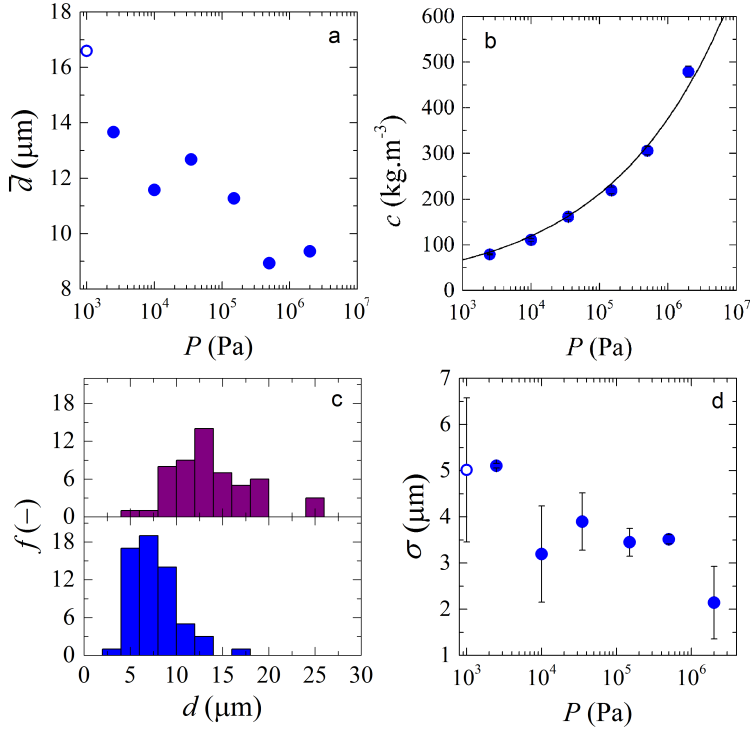 a
18
16
14
12
10
8
d̅ (μm)
10³ 10⁴ 10⁵ 10⁶ 10⁷
P (Pa)
b
600
500
400
300
200
100
0
c (kg.m⁻³)
10³ 10⁴ 10⁵ 10⁶ 10⁷
P (Pa)
c
18
12
6
0
18
12
6
0
f (–)
0 5 10 15 20 25 30
d (μm)
d
7
6
5
4
3
2
1
σ (μm)
10³ 10⁴ 10⁵ 10⁶
P (Pa)